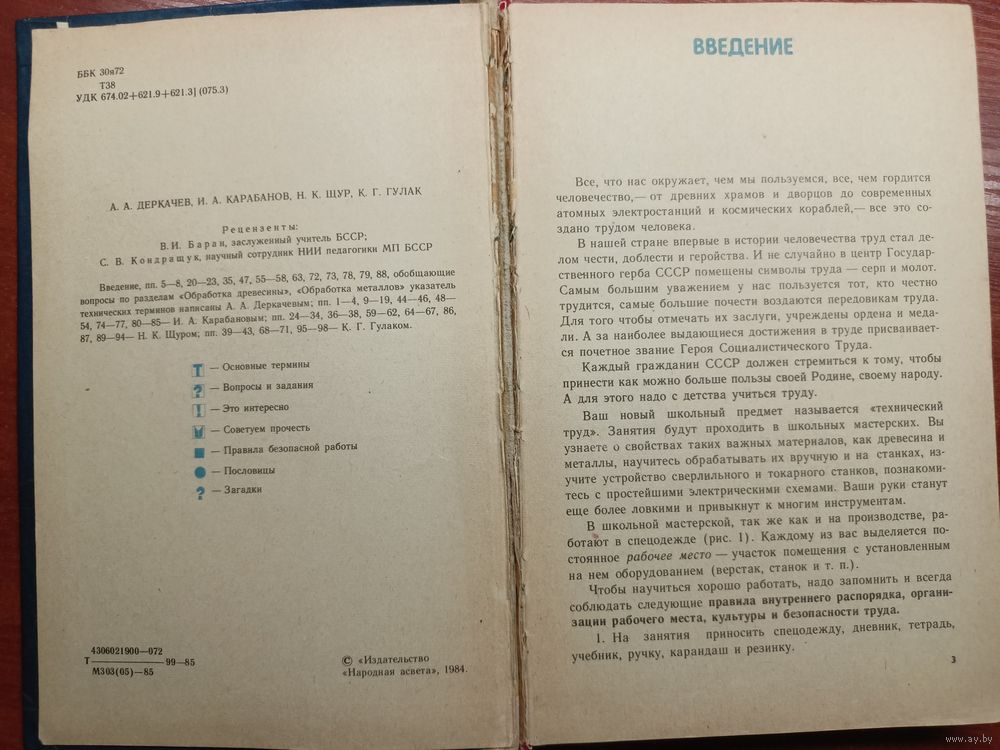 ББК 30я72
Т38
УДК 674.02+621.9+621.3] (075.3)
А. А. ДЕРКАЧЕВ, И. А. КАРАБАНОВ, Н. К. ЩУР, К. Г. ГУЛАК
Рецензенты:
В. И. Баран, заслуженный учитель БССР;
С. В. Кондращук, научный сотрудник НИИ педагогики МП БССР
Введение, пп. 5—8, 20—23, 35, 47, 55—58, 63, 72, 73, 78, 79, 88, обобщающие
вопросы по разделам «Обработка древесины», «Обработка металлов» указатель
технических терминов написаны А. А. Деркачевым; пп. 1—4, 9—19, 44—46, 48—
54, 74—77, 80—85— И. А. Карабановым; пп. 24—34, 36—38, 59—62, 64—67, 86,
87, 89—94— Н. К. Щуром; пп. 39—43, 68—71, 95—98— К. Г. Гулаком.
Т — Основные термины
? — Вопросы и задания
! — Это интересно
— Советуем прочесть
— Правила безопасной работы
— Пословицы
? — Загадки
4306021900—072
Т———99—85
М303(05)—85
© «Издательство
«Народная асвета», 1984.
ВВЕДЕНИЕ
Все, что нас окружает, чем мы пользуемся, все, чем гордится
человечество,— от древних храмов и дворцов до современных
атомных электростанций и космических кораблей,— все это со-
здано трудом человека.
В нашей стране впервые в истории человечества труд стал де-
лом чести, доблести и геройства. И не случайно в центр Государ-
ственного герба СССР помещены символы труда — серп и молот.
Самым большим уважением у нас пользуется тот, кто честно
трудится, самые большие почести воздаются передовикам труда.
Для того чтобы отмечать их заслуги, учреждены ордена и меда-
ли. А за наиболее выдающиеся достижения в труде присваивает-
ся почетное звание Героя Социалистического Труда.
Каждый гражданин СССР должен стремиться к тому, чтобы
принести как можно больше пользы своей Родине, своему народу.
А для этого надо с детства учиться труду.
Ваш новый школьный предмет называется «технический
труд». Занятия будут проходить в школьных мастерских. Вы
узнаете о свойствах таких важных материалов, как древесина и
металлы, научитесь обрабатывать их вручную и на станках, из-
учите устройство сверлильного и токарного станков, познакоми-
тесь с простейшими электрическими схемами. Ваши руки станут
еще более ловкими и привыкнут к многим инструментам.
В школьной мастерской, так же как и на производстве, ра-
ботают в спецодежде (рис. 1). Каждому из вас выделяется по-
стоянное рабочее место — участок помещения с установленным
на нем оборудованием (верстак, станок и т. п.).
Чтобы научиться хорошо работать, надо запомнить и всегда
соблюдать следующие правила внутреннего распорядка, органи-
зации рабочего места, культуры и безопасности труда.
1. На занятия приносить спецодежду, дневник, тетрадь,
учебник, ручку, карандаш и резинку.
3
www.ay.by